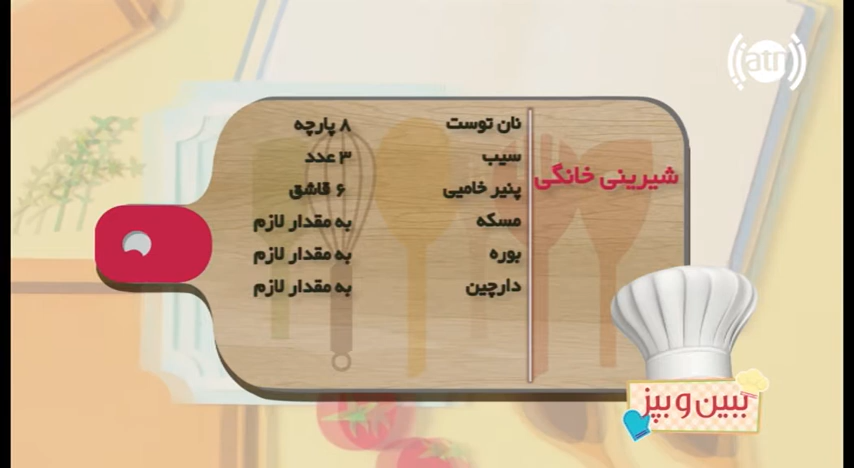 atn
شیرینی خانگی
نان توست ۸ پارچه
سیب ۳ عدد
پنیر خامیی ۶ قاشق
مسکه به مقدار لازم
بوره به مقدار لازم
دارچین به مقدار لازم
ببین و بپز